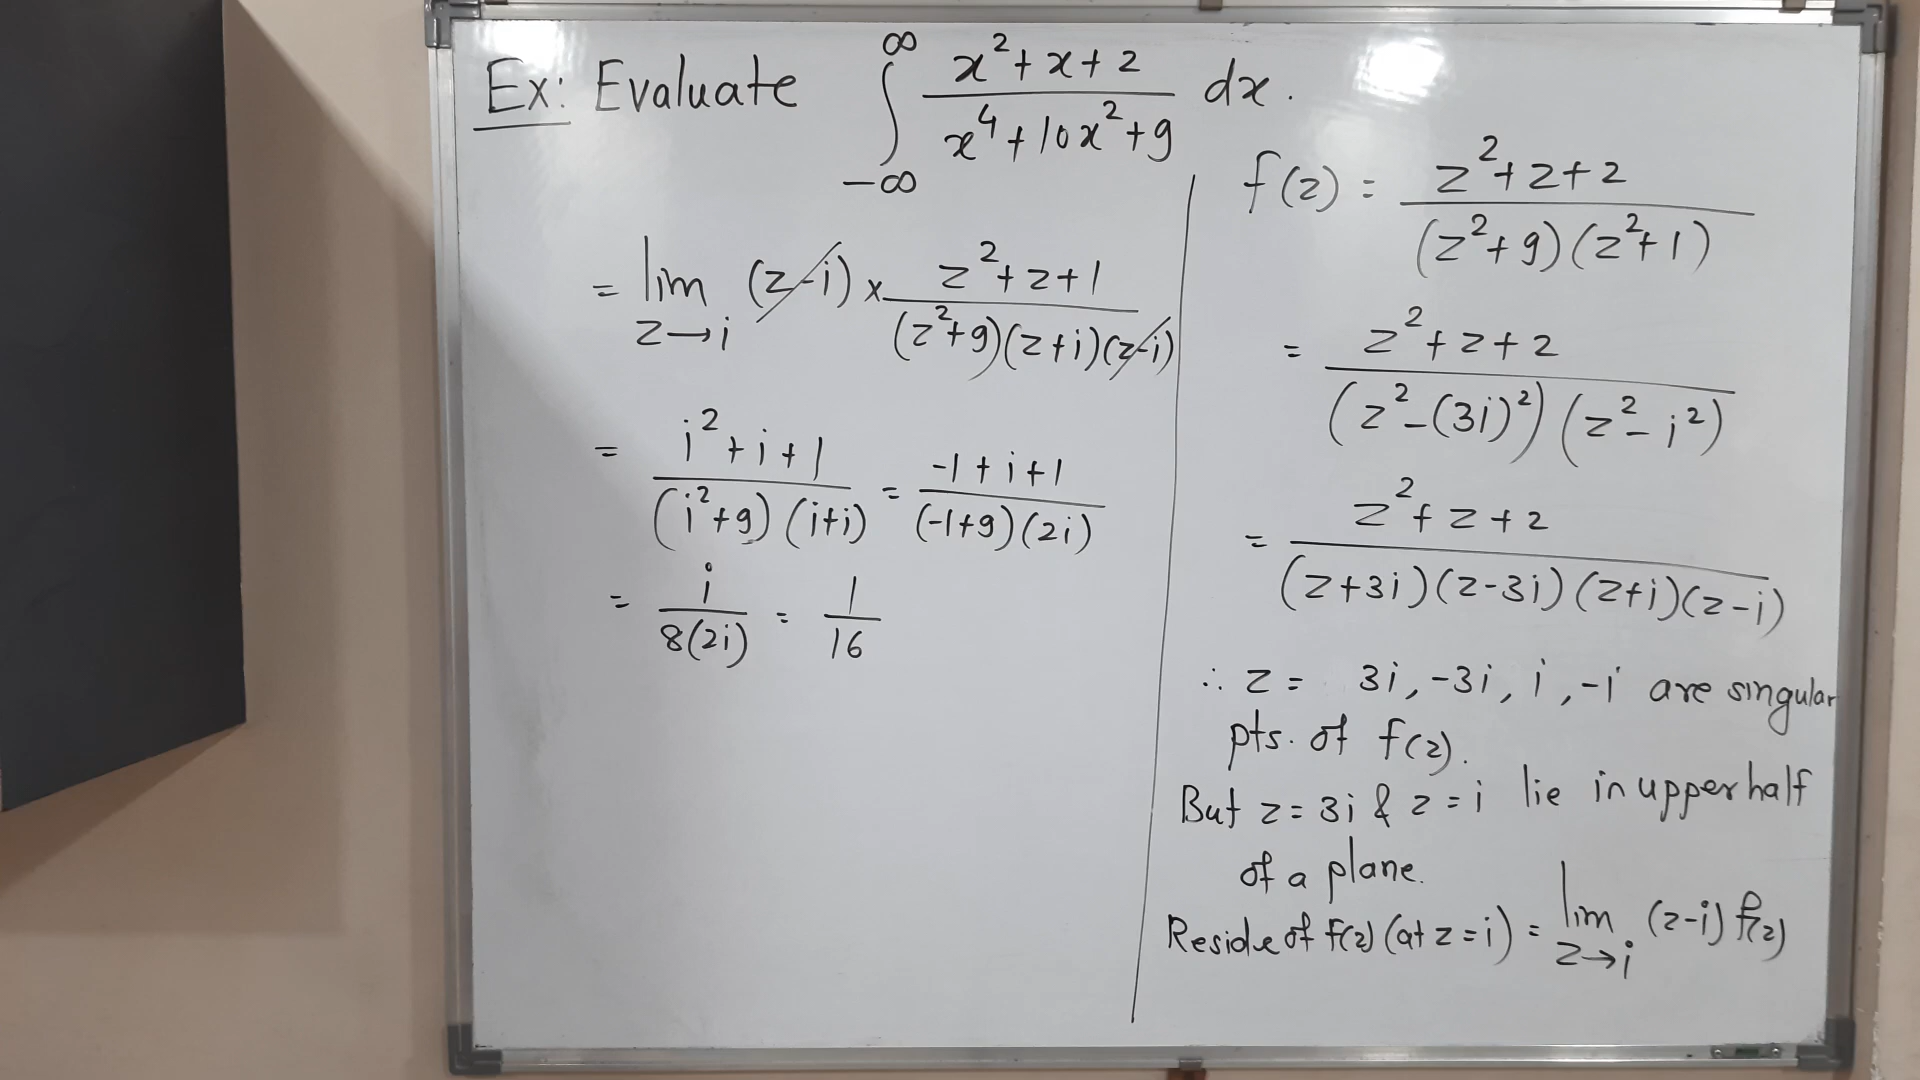 Ex: Evaluate ∫_{-∞}^{∞} (x²+x+2)/(x⁴+10x²+9) dx.
f(z) = (z²+z+2)/((z²+9)(z²+1))
= (z²+z+2)/((z²-(3i)²)(z²-i²))
= (z²+z+2)/((z+3i)(z-3i)(z+i)(z-i))
∴ z = 3i, -3i, i, -i are singular
pts. of f(z).
But z=3i & z=i lie in upper half
of a plane.
Reside of f(z) (at z=i) = lim_{z→i} (z-i) f(z)
= lim_{z→i} (z-i) × (z²+z+1)/((z²+9)(z+i)(z-i))
= (i²+i+1)/((i²+9)(i+i)) = (-1+i+1)/((-1+9)(2i))
= i/(8(2i)) = 1/16